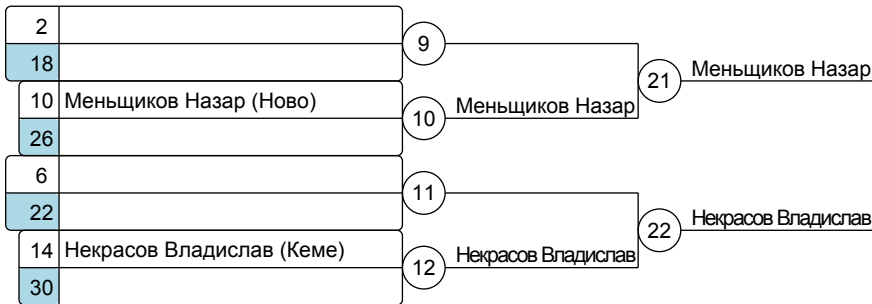 2
9
18
21 Меньщиков Назар
10 Меньщиков Назар (Ново)
10 Меньщиков Назар
26
6
11
22
22 Некрасов Владислав
14 Некрасов Владислав (Кеме)
12 Некрасов Владислав
30